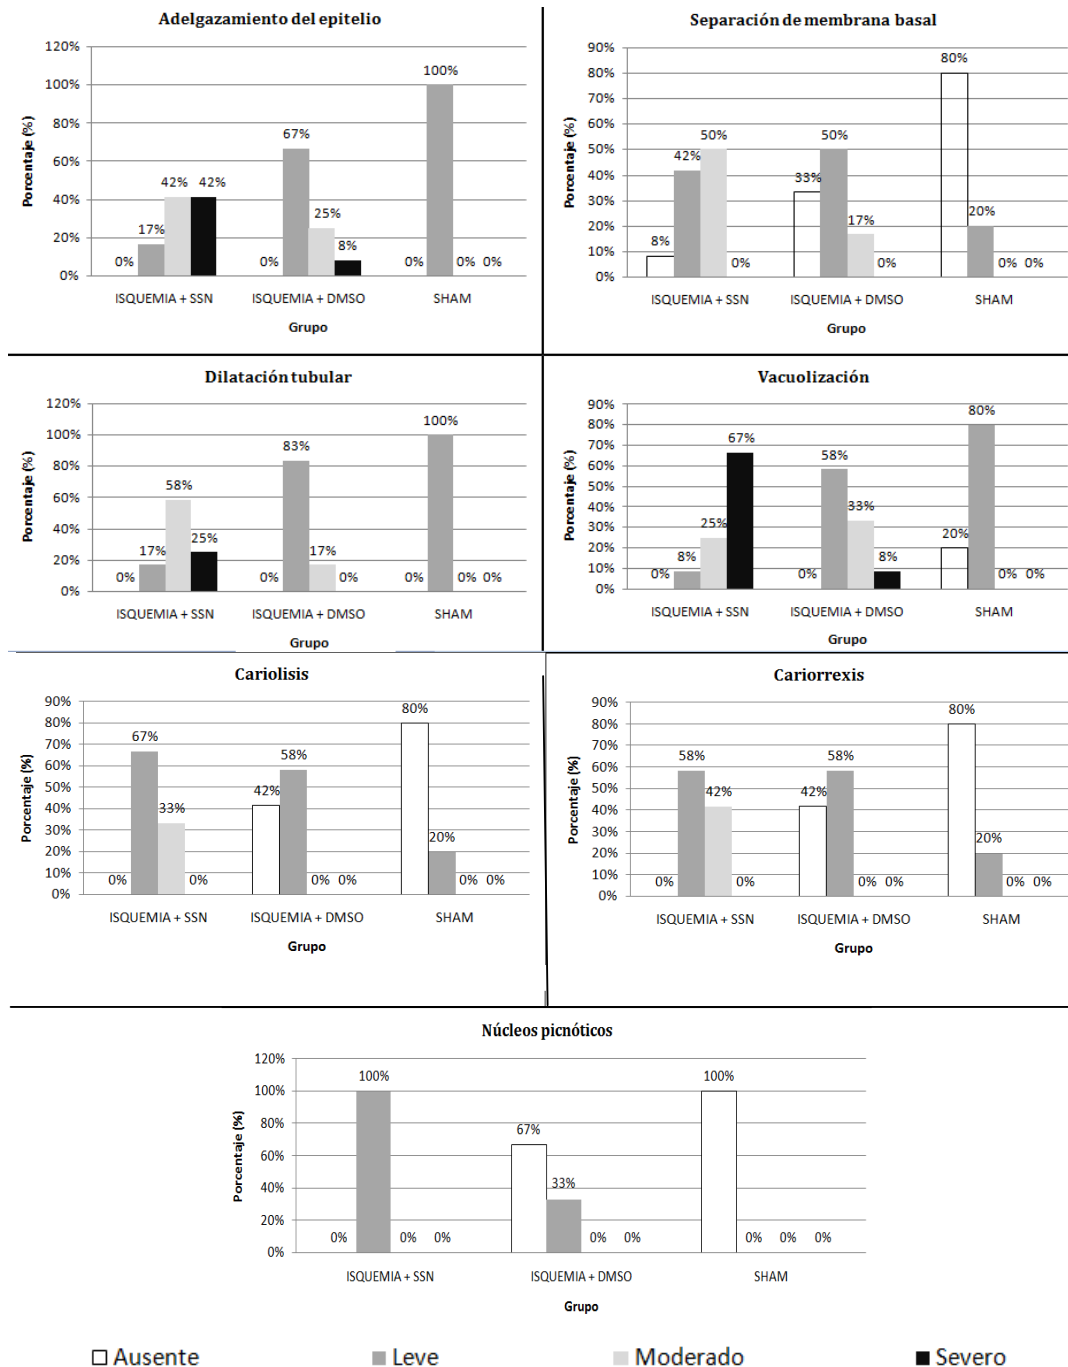 Adelgazamiento del epitelio
Porcentaje (%)
120%
100%
80%
60%
40%
20%
0%
0% 17% 42% 42% 0% 67% 25% 8% 0% 100% 0% 0%
ISQUEMIA + SSN ISQUEMIA + DMSO SHAM
Grupo
Separación de membrana basal
Porcentaje (%)
90%
80%
70%
60%
50%
40%
30%
20%
10%
0%
8% 42% 50% 0% 33% 50% 17% 0% 80% 20% 0% 0%
ISQUEMIA + SSN ISQUEMIA + DMSO SHAM
Grupo
Dilatación tubular
Porcentaje (%)
120%
100%
80%
60%
40%
20%
0%
0% 17% 58% 25% 0% 83% 17% 0% 0% 100% 0% 0%
ISQUEMIA + SSN ISQUEMIA + DMSO SHAM
Grupo
Vacuolización
Porcentaje (%)
90%
80%
70%
60%
50%
40%
30%
20%
10%
0%
0% 8% 25% 67% 0% 58% 33% 8% 20% 80% 0% 0%
ISQUEMIA + SSN ISQUEMIA + DMSO SHAM
Grupo
Cariolisis
Porcentaje (%)
90%
80%
70%
60%
50%
40%
30%
20%
10%
0%
0% 67% 33% 0% 42% 58% 0% 0% 80% 20% 0% 0%
ISQUEMIA + SSN ISQUEMIA + DMSO SHAM
Grupo
Cariorrexis
Porcentaje (%)
90%
80%
70%
60%
50%
40%
30%
20%
10%
0%
0% 58% 42% 0% 42% 58% 0% 0% 80% 20% 0% 0%
ISQUEMIA + SSN ISQUEMIA + DMSO SHAM
Grupo
Núcleos picnóticos
Porcentaje (%)
120%
100%
80%
60%
40%
20%
0%
0% 100% 0% 0% 67% 33% 0% 0% 100% 0% 0% 0%
ISQUEMIA + SSN ISQUEMIA + DMSO SHAM
Grupo
Ausente Leve Moderado Severo